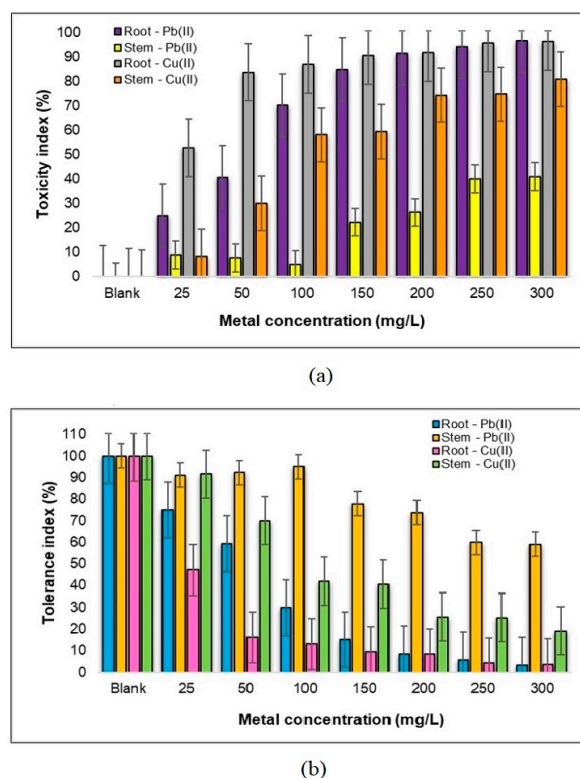 100
90
80
70
60
50
40
30
20
10
0
Toxicity index (%)
Root - Pb(II)
Stem - Pb(II)
Root - Cu(II)
Stem - Cu(II)
Blank 25 50 100 150 200 250 300
Metal concentration (mg/L)
(a)
110
100
90
80
70
60
50
40
30
20
10
0
Tolerance index (%)
Root - Pb(II)
Stem - Pb(II)
Root - Cu(II)
Stem - Cu(II)
Blank 25 50 100 150 200 250 300
Metal concentration (mg/L)
(b)